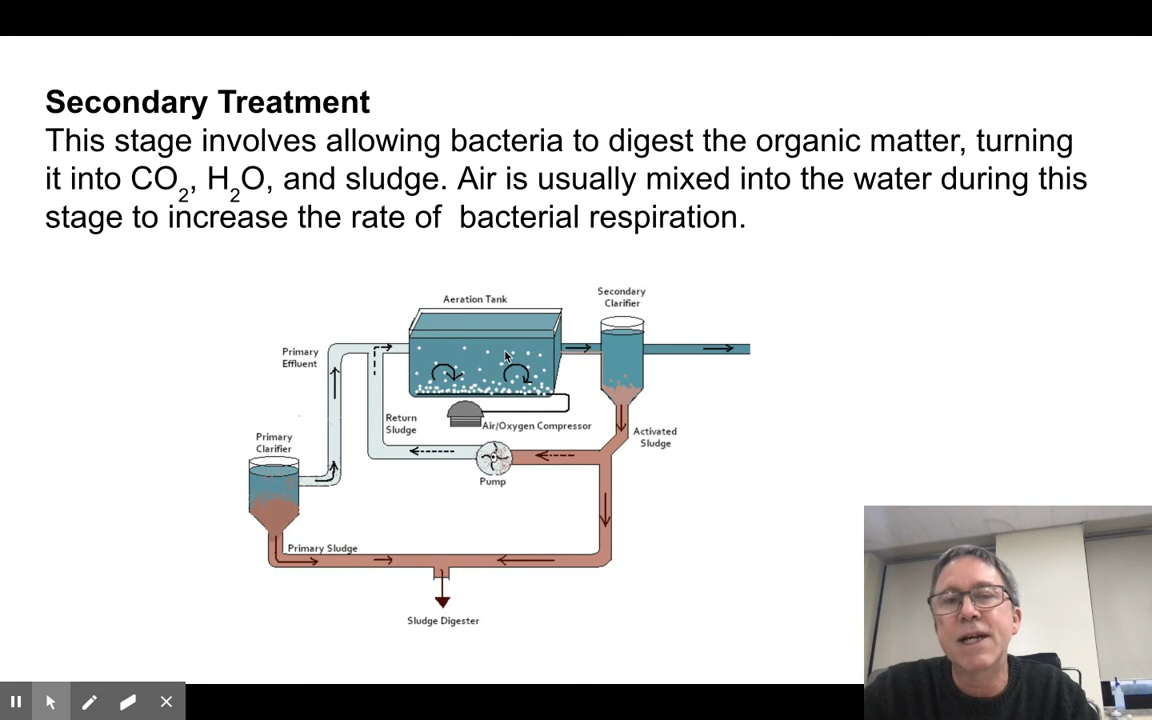 Secondary Treatment
This stage involves allowing bacteria to digest the organic matter, turning
it into CO₂, H₂O, and sludge. Air is usually mixed into the water during this
stage to increase the rate of  bacterial respiration.
Aeration Tank
Secondary
Clarifier
Primary
Effluent
Return
Sludge
Air/Oxygen Compressor
Activated
Sludge
Primary
Clarifier
Pump
Primary Sludge
Sludge Digester